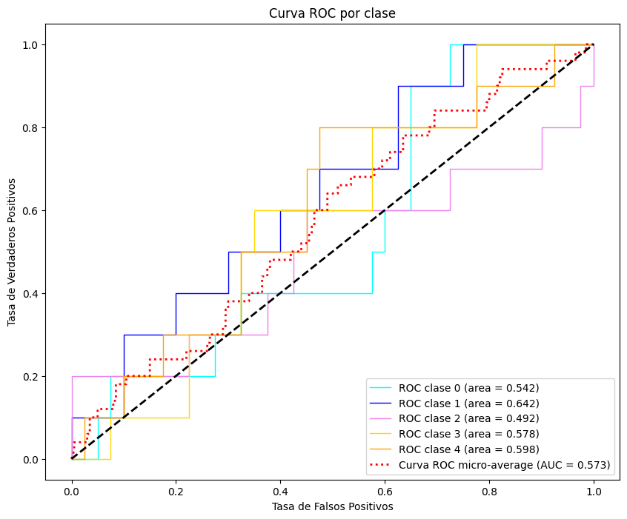 Curva ROC por clase
Tasa de Verdaderos Positivos
1.0
0.8
0.6
0.4
0.2
0.0
ROC clase 0 (area = 0.542)
ROC clase 1 (area = 0.642)
ROC clase 2 (area = 0.492)
ROC clase 3 (area = 0.578)
ROC clase 4 (area = 0.598)
Curva ROC micro-average (AUC = 0.573)
0.0 0.2 0.4 0.6 0.8 1.0
Tasa de Falsos Positivos